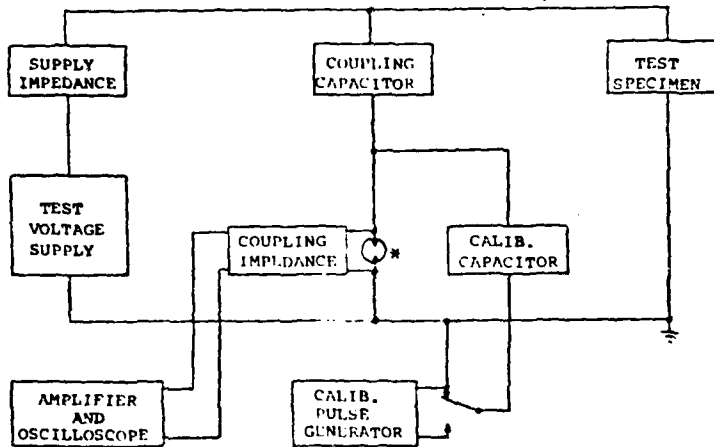 SUPPLY
IMPEDANCE
COUPLING
CAPACITOR
TEST
SPECIMEN
TEST
VOLTAGE
SUPPLY
COUPLING
IMPEDANCE
*
CALIB.
CAPACITOR
AMPLIFIER
AND
OSCILLOSCOPE
CALIB.
PULSE
GENERATOR